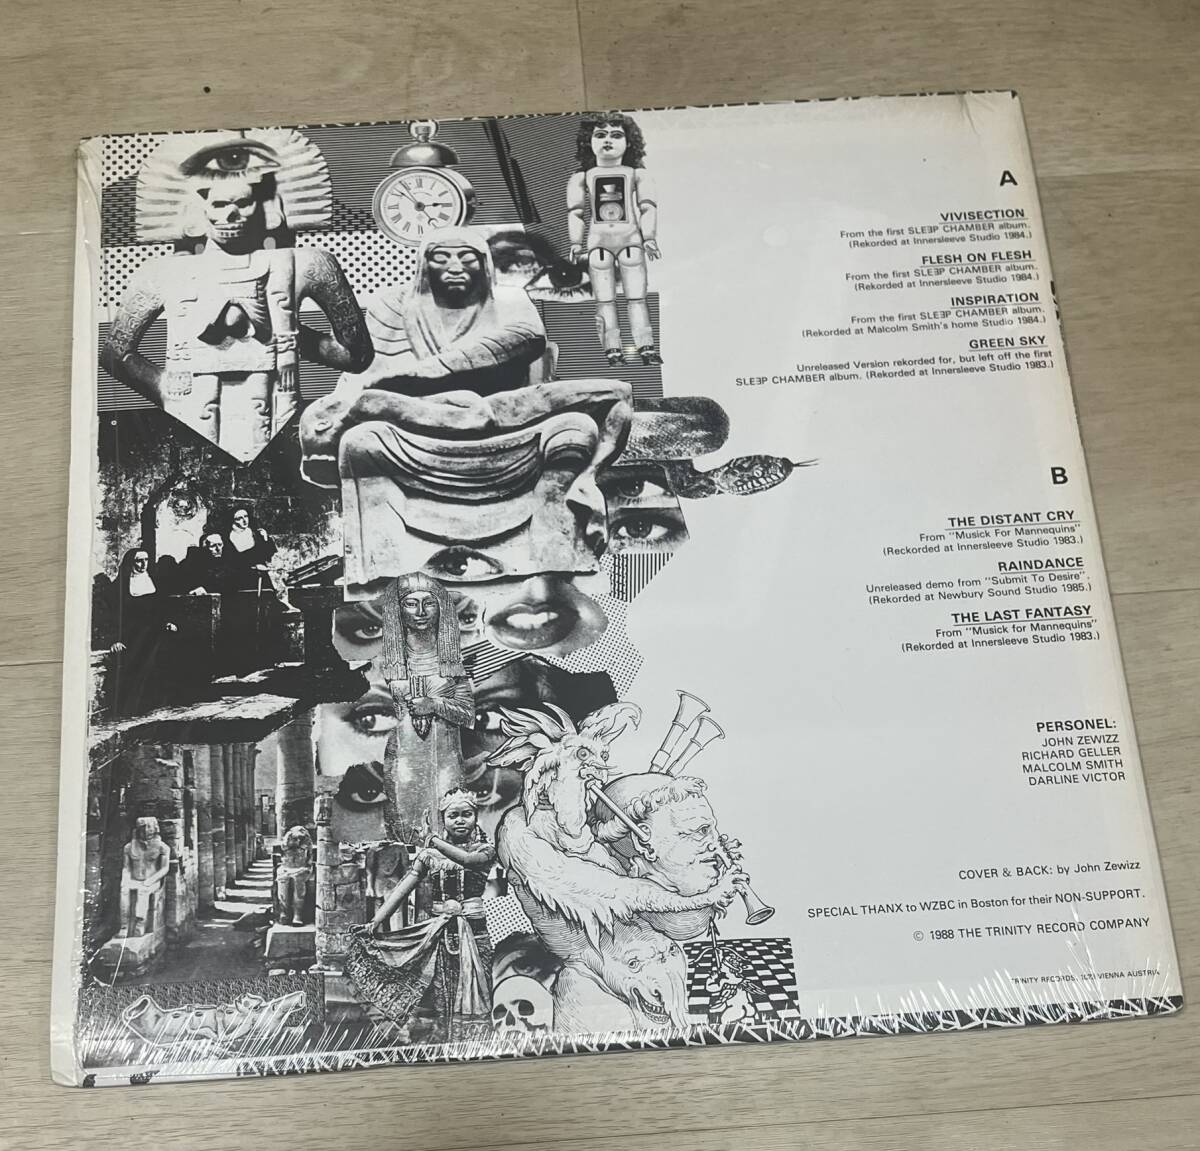 A
VIVISECTION
From the first SLEƎP CHAMBER album.
(Rekorded at Innersleeve Studio 1984.)
FLESH ON FLESH
From the first SLEƎP CHAMBER album.
(Rekorded at Innersleeve Studio 1984.)
INSPIRATION
From the first SLEƎP CHAMBER album.
(Rekorded at Malcolm Smith's home Studio 1984.)
GREEN SKY
Unreleased Version rekorded for, but left off the first
SLEƎP CHAMBER album. (Rekorded at Innersleeve Studio 1983.)
B
THE DISTANT CRY
From "Musick For Mannequins"
(Reckorded at Innersleeve Studio 1983.)
RAINDANCE
Unreleased demo from "Submit To Desire".
(Rekorded at Newbury Sound Studio 1985.)
THE LAST FANTASY
From "Musick for Mannequins"
(Rekorded at Innersleeve Studio 1983.)
PERSONEL:
JOHN ZEWIZZ
RICHARD GELLER
MALCOLM SMITH
DARLINE VICTOR
COVER & BACK: by John Zewizz
SPECIAL THANX to WZBC in Boston for their NON-SUPPORT.
© 1988 THE TRINITY RECORD COMPANY
TRINITY RECORDS, VIENNA AUSTRIA